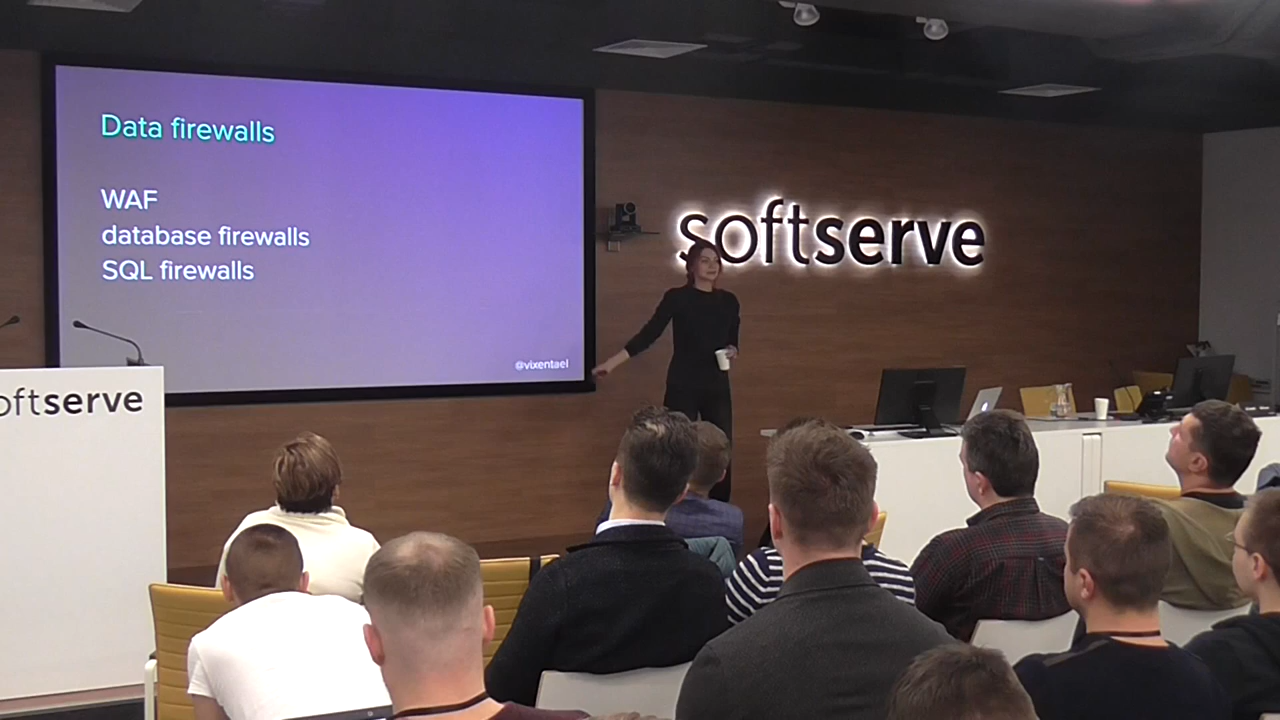 Data firewalls
WAF
database firewalls
SQL firewalls
@vixentael
softserve
oftserve